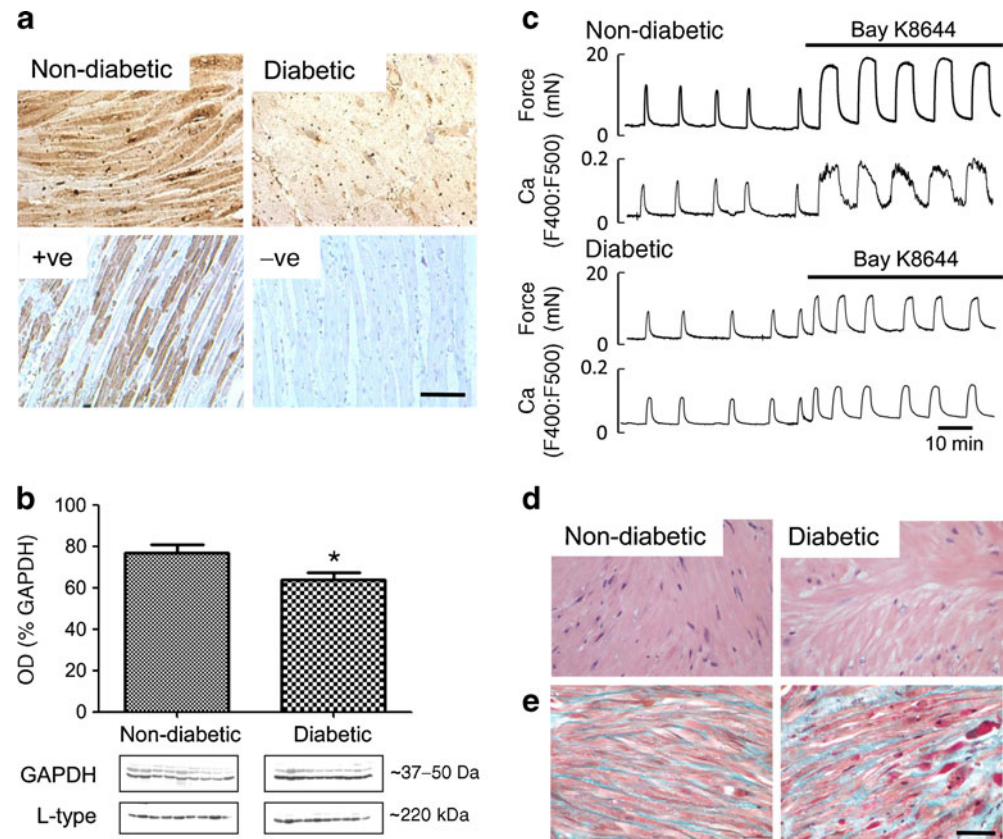 a
Non-diabetic
Diabetic
+ve
–ve
b
OD (% GAPDH)
100
80
60
40
20
0
*
Non-diabetic
Diabetic
GAPDH
~37–50 Da
L-type
~220 kDa
c
Non-diabetic
Bay K8644
Force
(mN)
20
0
Ca
(F400:F500)
0.2
0
Diabetic
Bay K8644
Force
(mN)
20
0
Ca
(F400:F500)
0.2
0
10 min
d
Non-diabetic
Diabetic
e